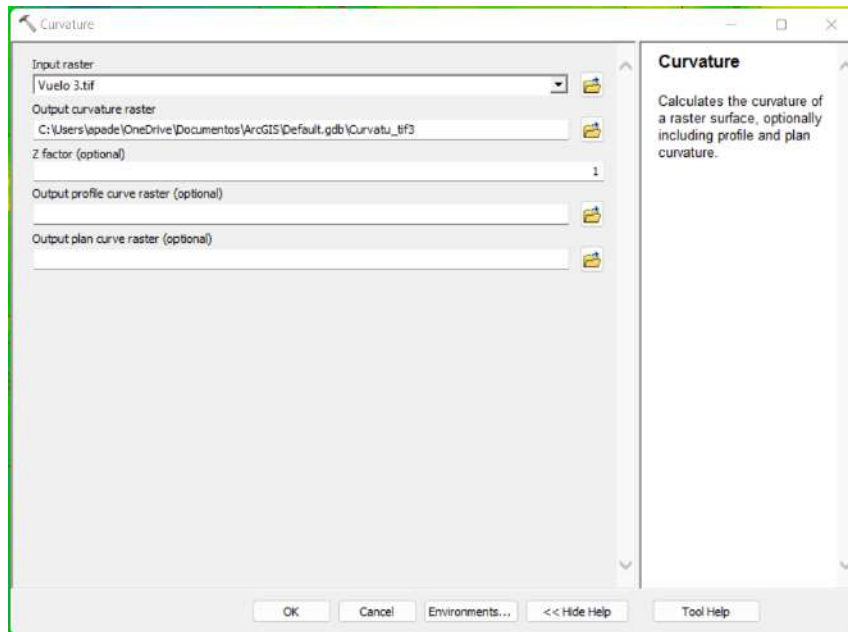 Curvature
Input raster
Vuelo 3.tif
Output curvature raster
C:\Users\apade\OneDrive\Documentos\ArcGIS\Default.gdb\Curvatu_tif3
Z factor (optional)
1
Output profile curve raster (optional)
Output plan curve raster (optional)
Curvature
Calculates the curvature of
a raster surface, optionally
including profile and plan
curvature.
OK Cancel Environments... << Hide Help Tool Help